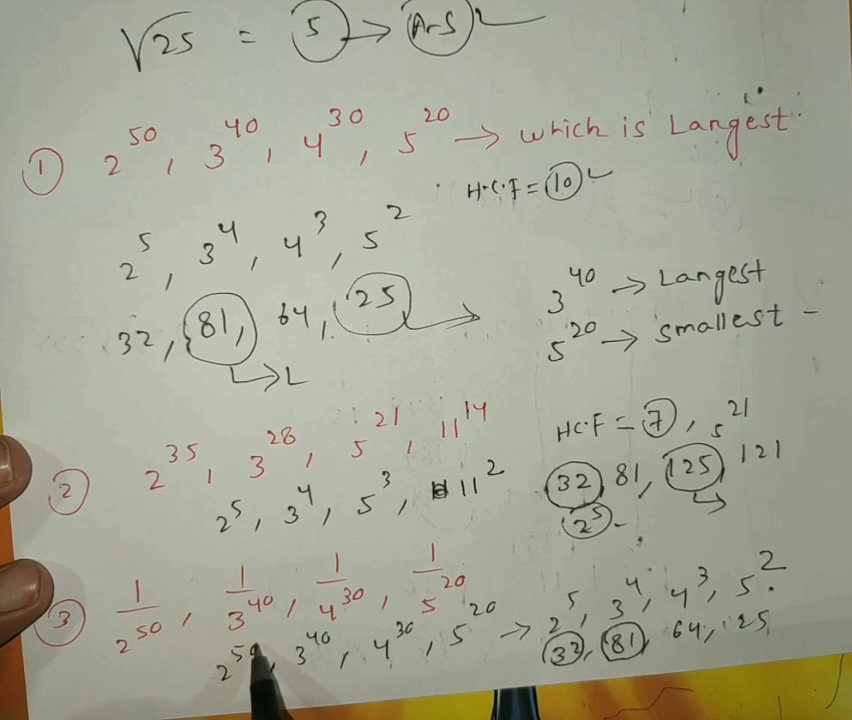 √25 = 5 → Ans
① 2^50, 3^40, 4^30, 5^20 → which is Largest
H.C.F = 10
2^5, 3^4, 4^3, 5^2
32, 81, 64, 25 →
3^40 → Largest
5^20 → smallest
→ L
② 2^35, 3^28, 5^21, 11^14
HCF = 7, 5^21
2^5, 3^4, 5^3, 11^2
32, 81, 125, 121
2^5
③ 1/2^50, 1/3^40, 1/4^30, 1/5^20
2^50, 3^40, 4^30, 5^20 → 2^5, 3^4, 4^3, 5^2
32, 81, 64, 25